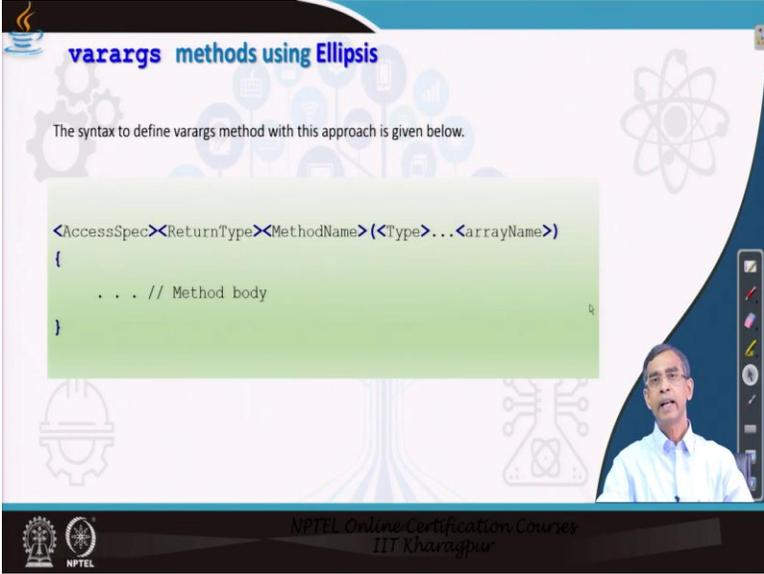 varargs methods using Ellipsis
The syntax to define varargs method with this approach is given below.
<AccessSpec><ReturnType><MethodName>(<Type>...<arrayName>)
{
. . . // Method body
}
NPTEL Online Certification Courses
IIT Kharagpur
NPTEL